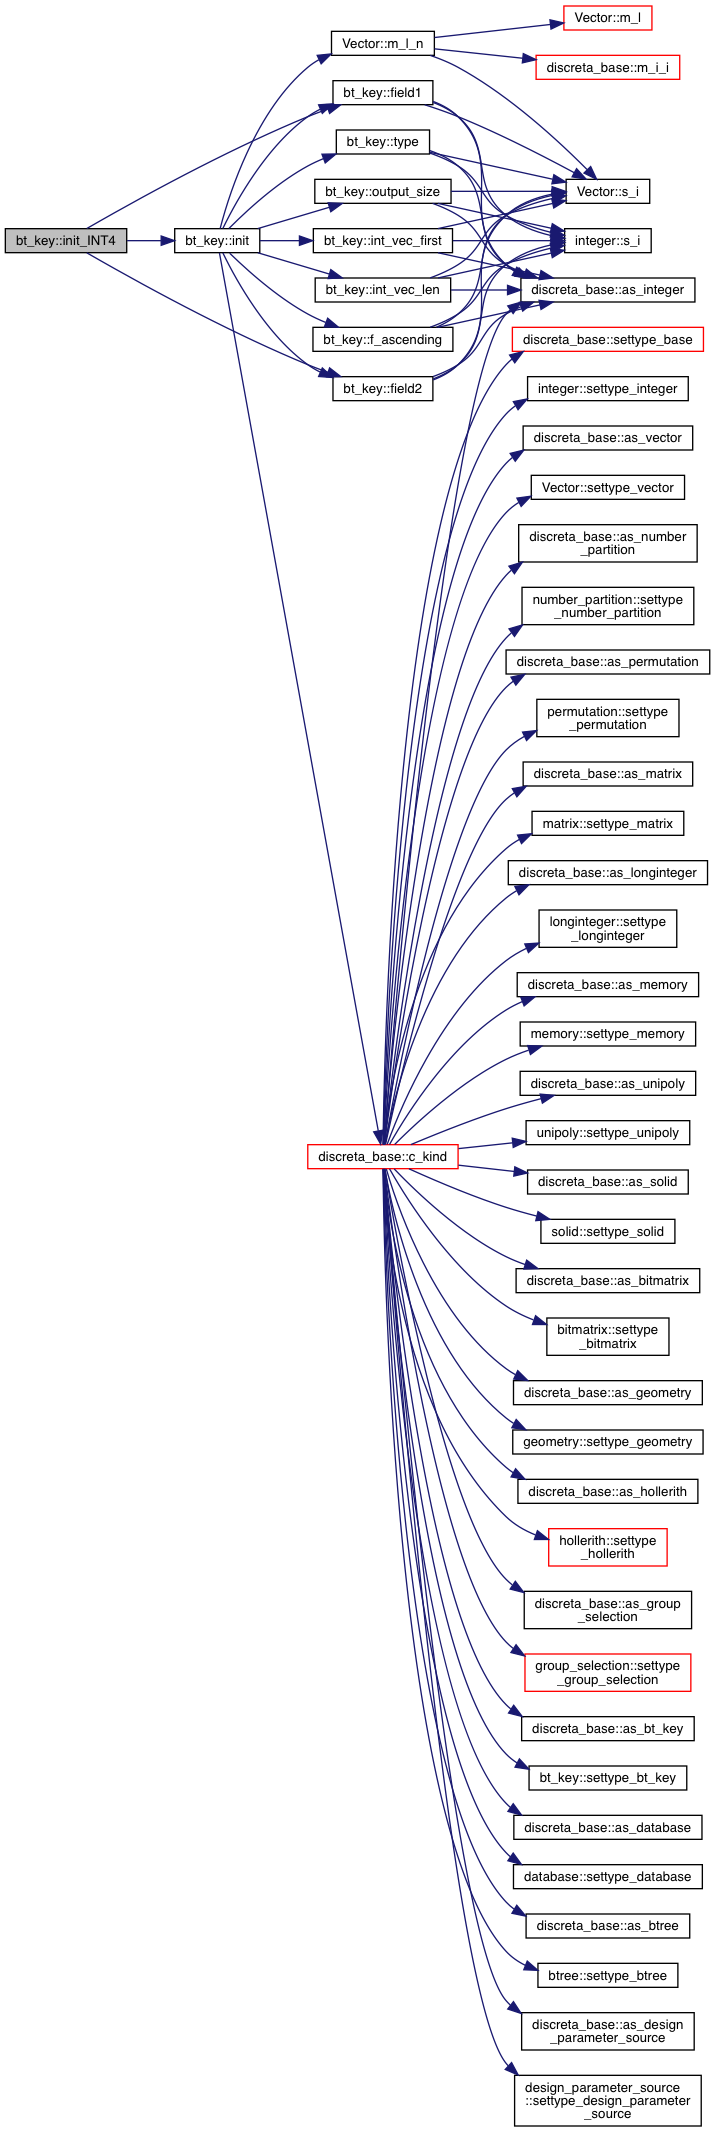 bt_key::init_INT4
bt_key::init
Vector::m_l_n
bt_key::field1
bt_key::type
bt_key::output_size
bt_key::int_vec_first
bt_key::int_vec_len
bt_key::f_ascending
bt_key::field2
discreta_base::c_kind
Vector::m_l
discreta_base::m_i_i
Vector::s_i
integer::s_i
discreta_base::as_integer
discreta_base::settype_base
integer::settype_integer
discreta_base::as_vector
Vector::settype_vector
discreta_base::as_number
_partition
number_partition::settype
_number_partition
discreta_base::as_permutation
permutation::settype
_permutation
discreta_base::as_matrix
matrix::settype_matrix
discreta_base::as_longinteger
longinteger::settype
_longinteger
discreta_base::as_memory
memory::settype_memory
discreta_base::as_unipoly
unipoly::settype_unipoly
discreta_base::as_solid
solid::settype_solid
discreta_base::as_bitmatrix
bitmatrix::settype
_bitmatrix
discreta_base::as_geometry
geometry::settype_geometry
discreta_base::as_hollerith
hollerith::settype
_hollerith
discreta_base::as_group
_selection
group_selection::settype
_group_selection
discreta_base::as_bt_key
bt_key::settype_bt_key
discreta_base::as_database
database::settype_database
discreta_base::as_btree
btree::settype_btree
discreta_base::as_design
_parameter_source
design_parameter_source
::settype_design_parameter
_source